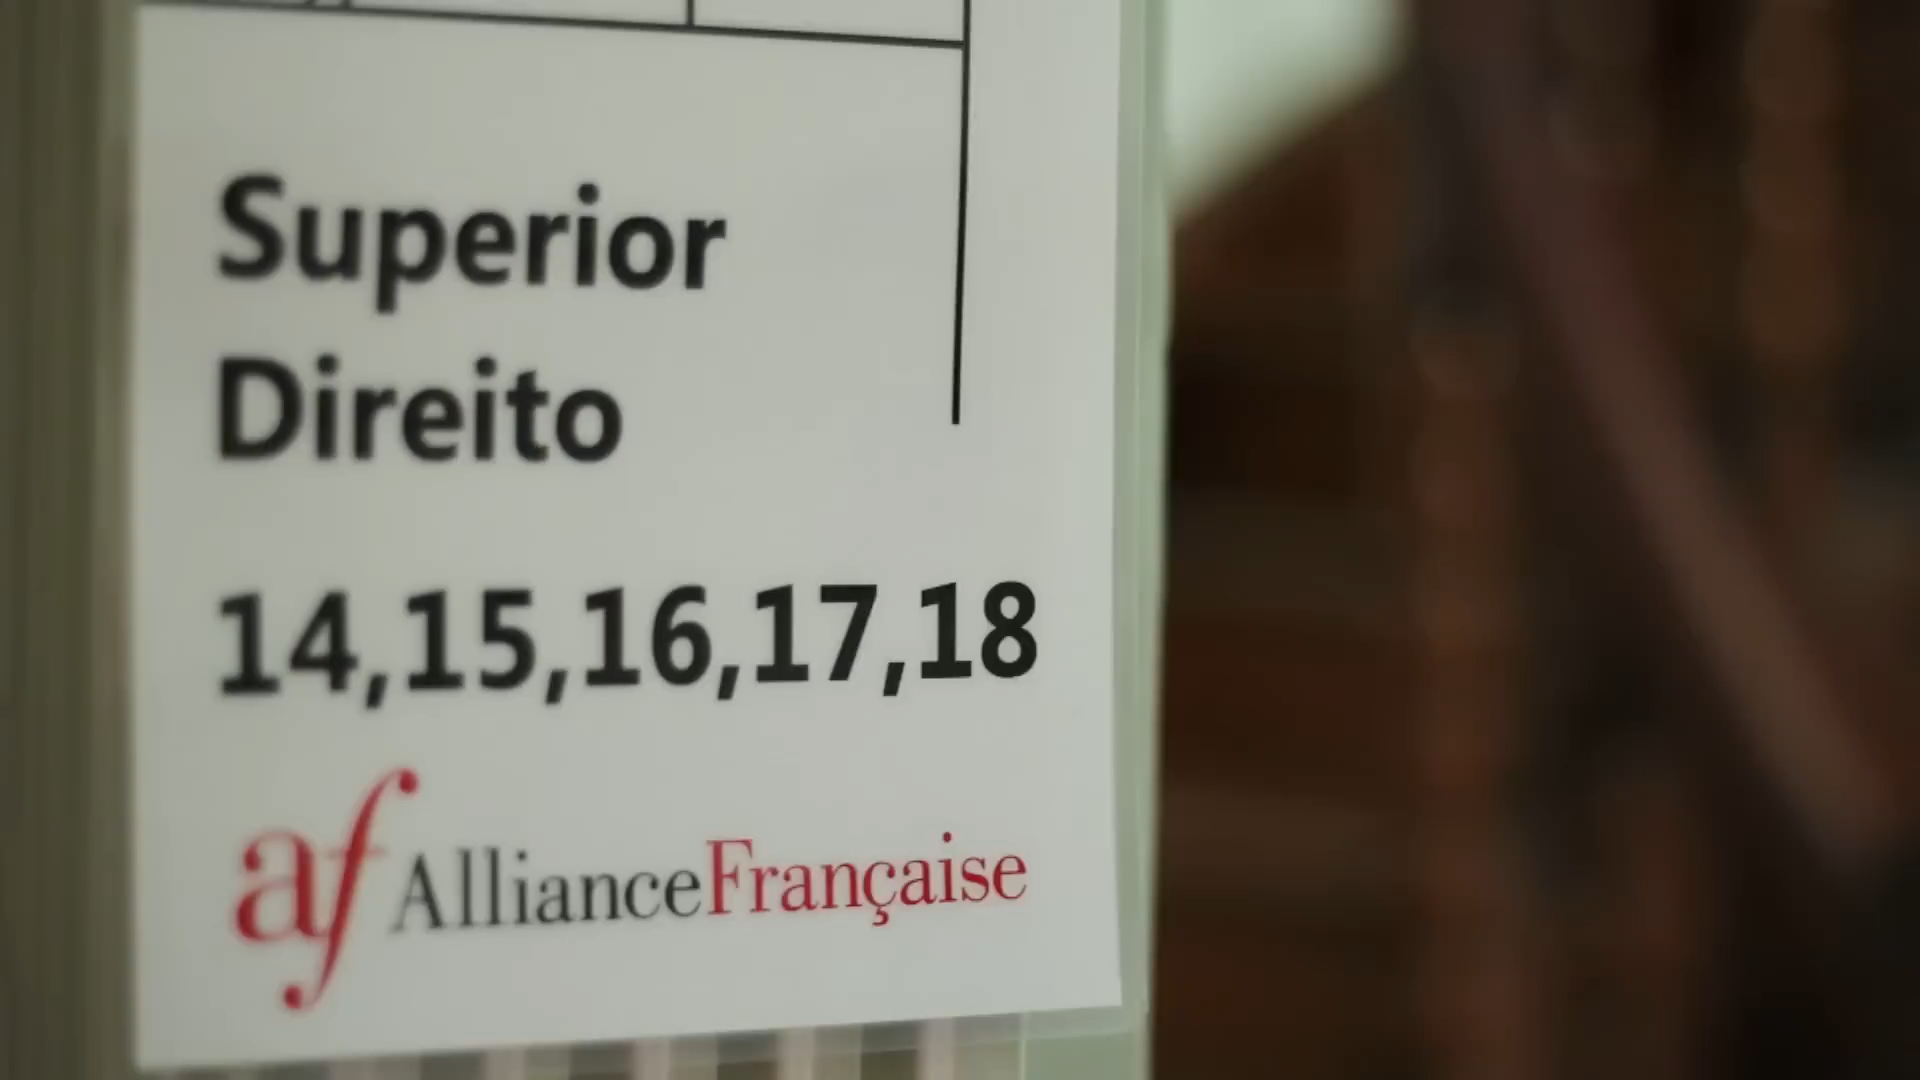 Superior
Direito
14,15,16,17,18
af AllianceFrançaise